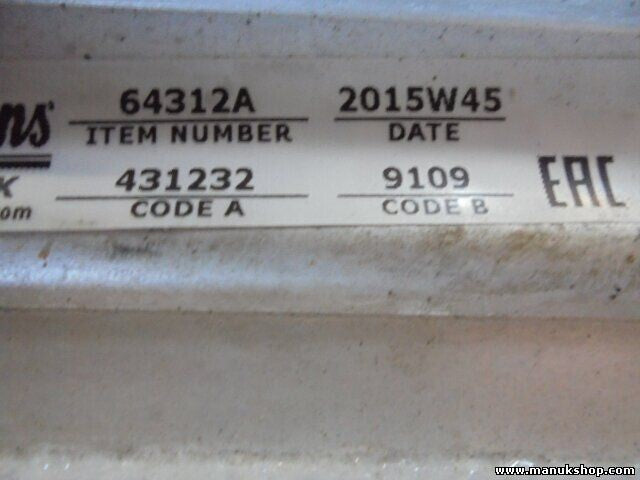 ns 64312A 2015W45
ITEM NUMBER DATE
K 431232 9109 EAC
om CODE A CODE B
www.manukshop.com